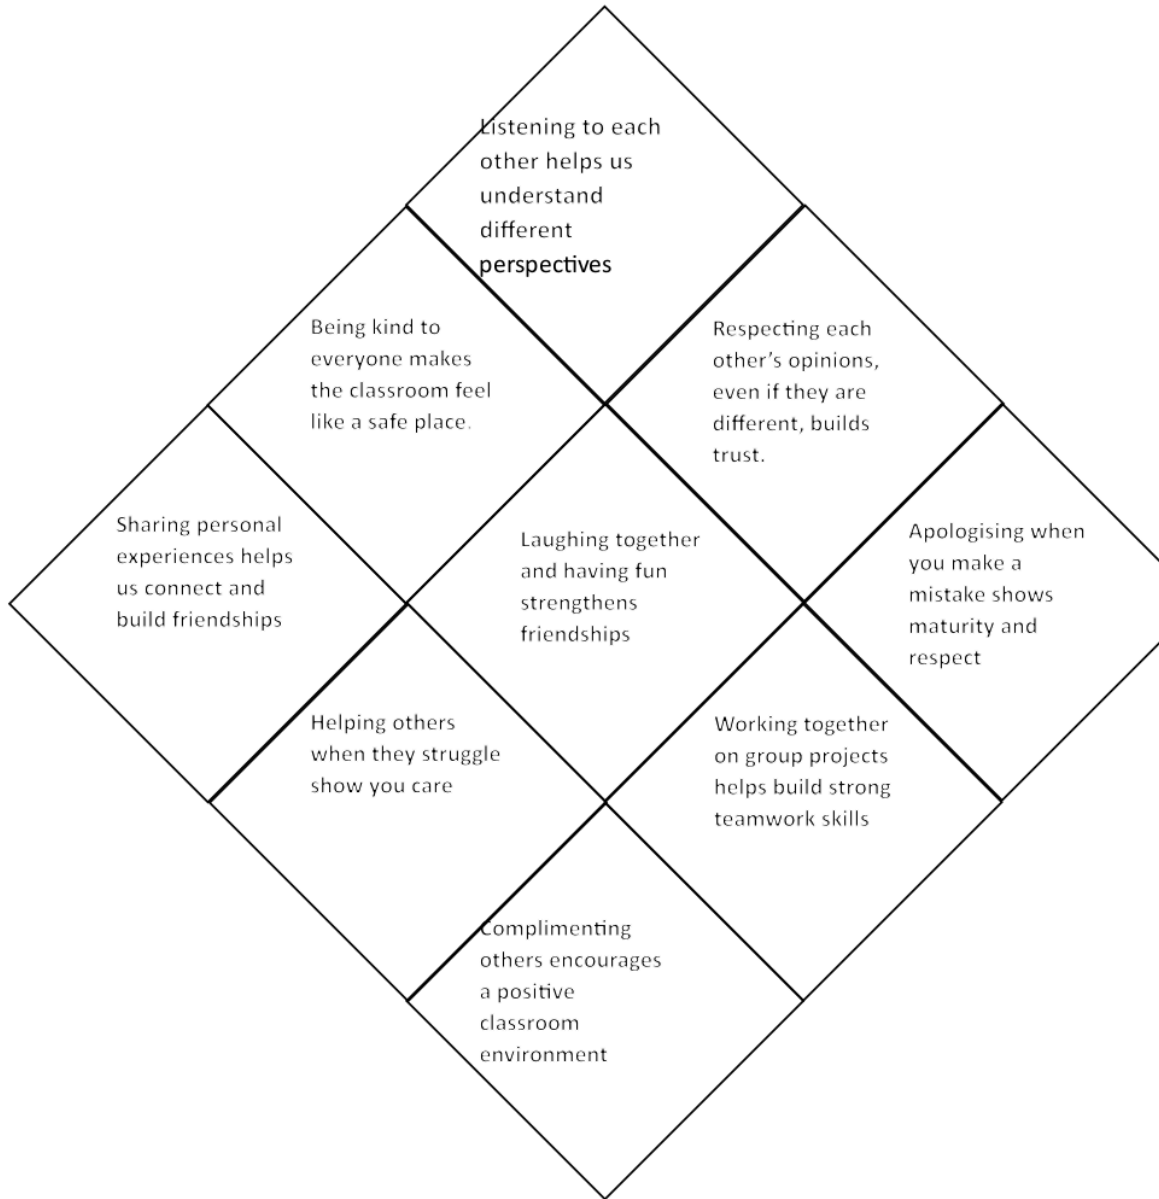 Listening to each
other helps us
understand
different
perspectives
Being kind to
everyone makes
the classroom feel
like a safe place.
Respecting each
other’s opinions,
even if they are
different, builds
trust.
Sharing personal
experiences helps
us connect and
build friendships
Laughing together
and having fun
strengthens
friendships
Apologising when
you make a
mistake shows
maturity and
respect
Helping others
when they struggle
show you care
Working together
on group projects
helps build strong
teamwork skills
Complimenting
others encourages
a positive
classroom
environment